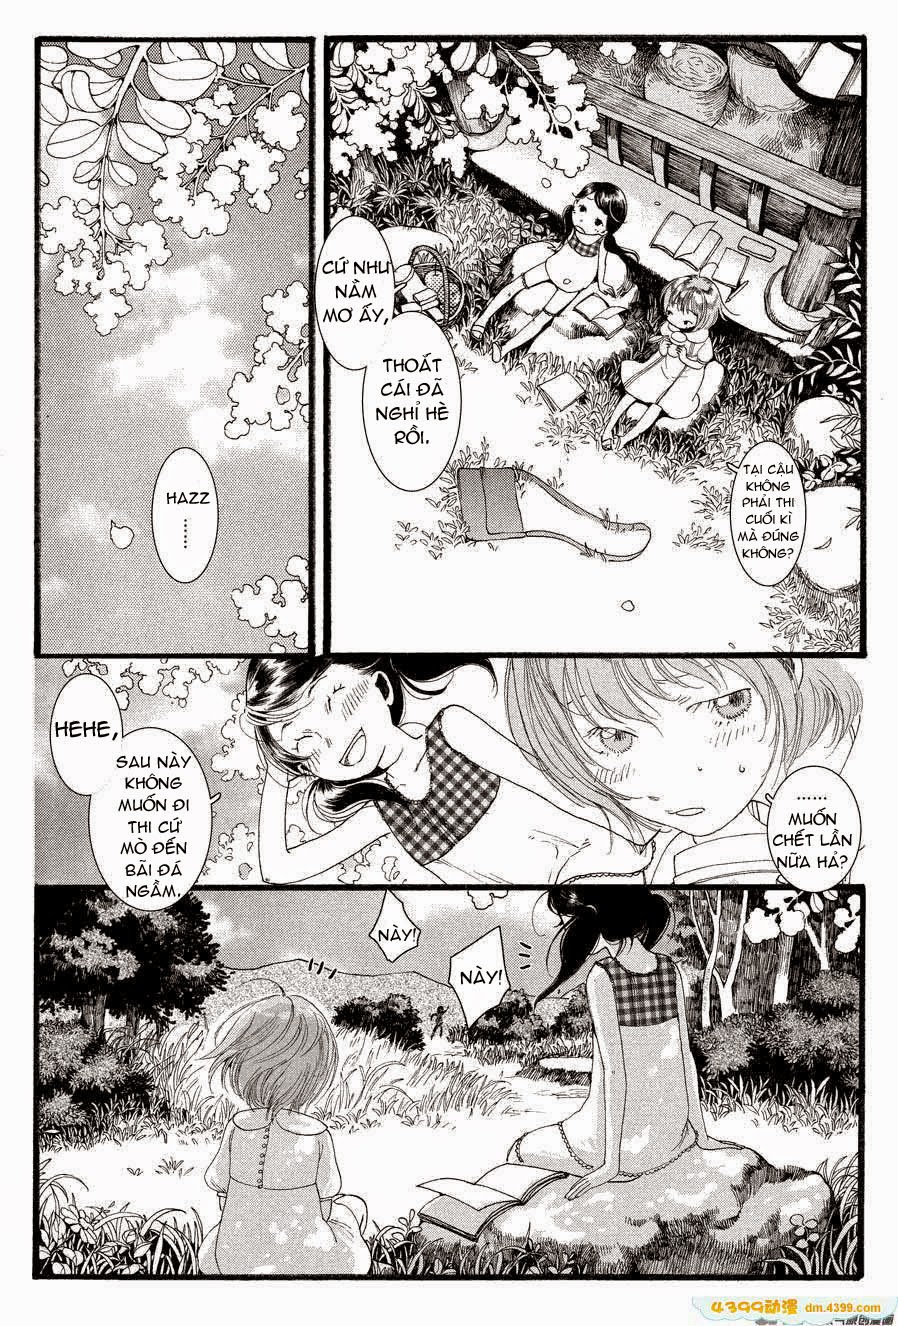 CỨ NHƯ
NẰM
MƠ ẤY,
THOẮT
CÁI ĐÃ
NGHỈ HÈ
RỒI.
TẠI CẬU
KHÔNG
PHẢI THI
CUỐI KÌ
MÀ ĐÚNG
KHÔNG?
HAZZ
......
HEHE,
SAU NÀY
KHÔNG
MUỐN ĐI
THI CỨ
MÒ ĐẾN
BÃI ĐÁ
NGẦM.
......
MUỐN
CHẾT LẦN
NỮA HẢ?
NÀY!
NÀY!
4399动漫 dm.4399.com